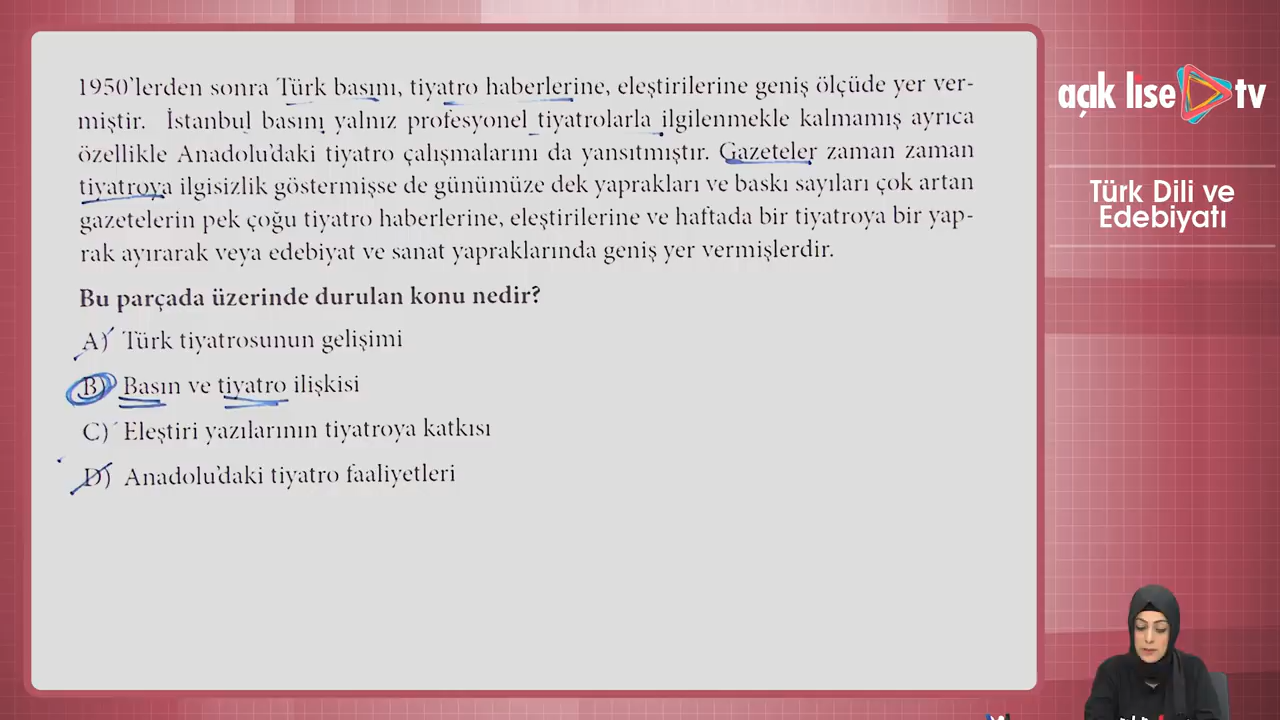 1950'lerden sonra Türk basını, tiyatro haberlerine, eleştirilerine geniş ölçüde yer ver-
miştir. İstanbul basını yalnız profesyonel tiyatrolarla ilgilenmekle kalmamış ayrıca
özellikle Anadolu'daki tiyatro çalışmalarını da yansıtmıştır. Gazeteler zaman zaman
tiyatroya ilgisizlik göstermişse de günümüze dek yaprakları ve baskı sayıları çok artan
gazetelerin pek çoğu tiyatro haberlerine, eleştirilerine ve haftada bir tiyatroya bir yap-
rak ayırarak veya edebiyat ve sanat yapraklarında geniş yer vermişlerdir.
Bu parçada üzerinde durulan konu nedir?
A) Türk tiyatrosunun gelişimi
B) Basın ve tiyatro ilişkisi
C) Eleştiri yazılarının tiyatroya katkısı
D) Anadolu'daki tiyatro faaliyetleri
açık lise tv
Türk Dili ve
Edebiyatı